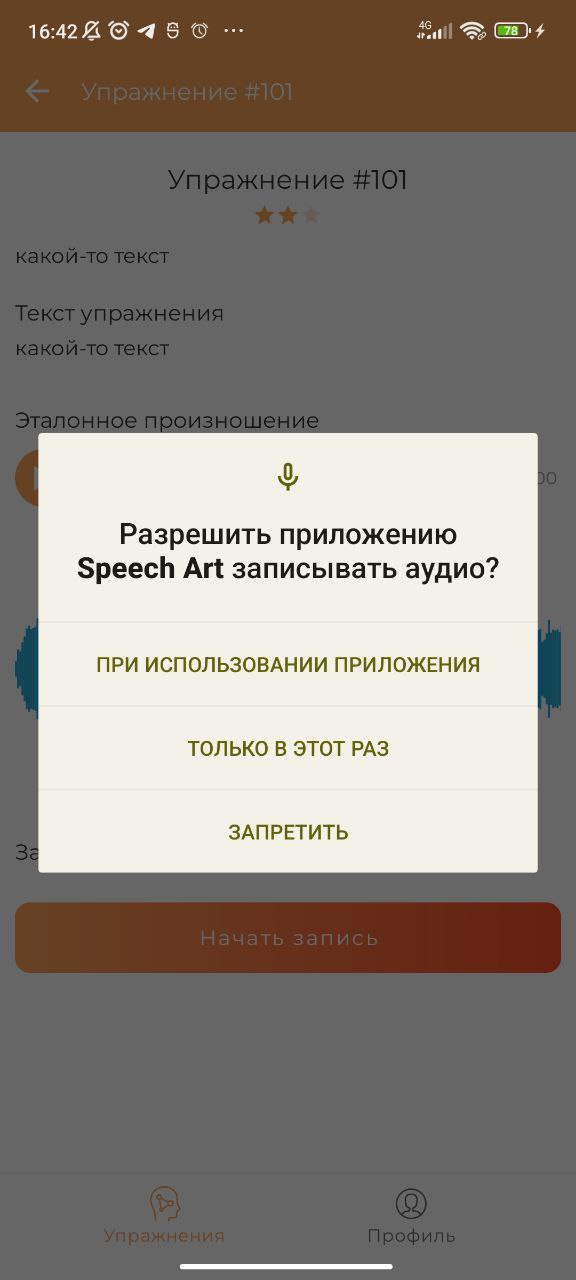 16:42
4G
78
Упражнение #101
Упражнение #101
какой-то текст
Текст упражнения
какой-то текст
Эталонное произношение
00
Разрешить приложению
Speech Art записывать аудио?
ПРИ ИСПОЛЬЗОВАНИИ ПРИЛОЖЕНИЯ
ТОЛЬКО В ЭТОТ РАЗ
ЗАПРЕТИТЬ
За
Начать запись
Упражнения
Профиль